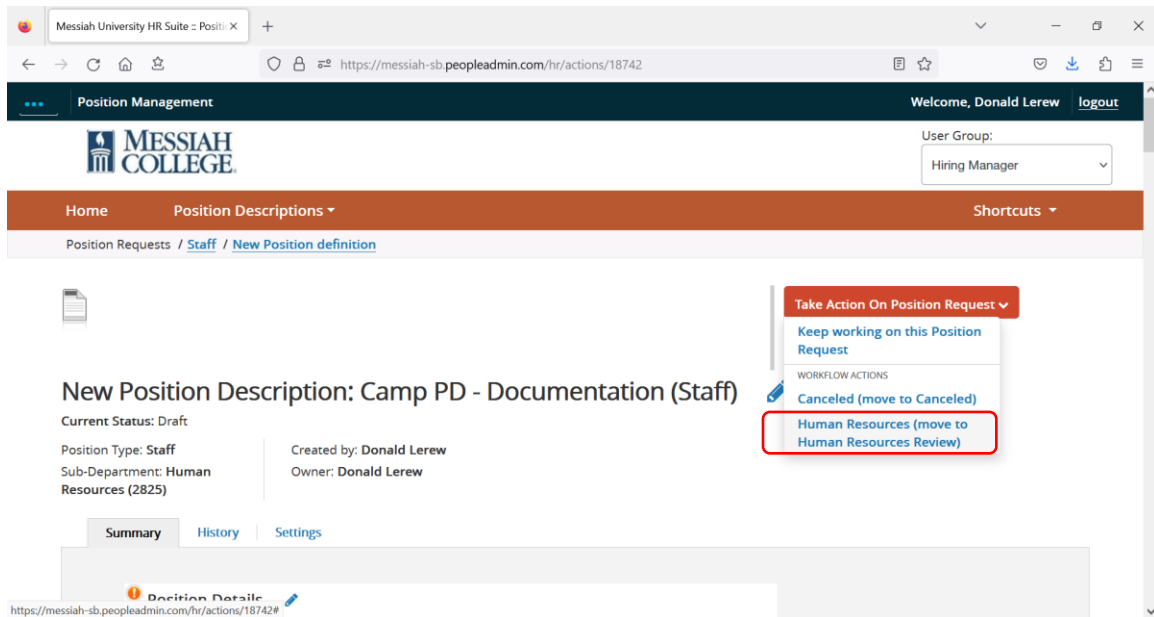 Messiah University HR Suite :: Positi
https://messiah-sb.peopleadmin.com/hr/actions/18742
Position Management
Welcome, Donald Lerew logout
MESSIAH
COLLEGE
User Group:
Hiring Manager
Home Position Descriptions Shortcuts
Position Requests / Staff / New Position definition
Take Action On Position Request
Keep working on this Position
Request
WORKFLOW ACTIONS
Canceled (move to Canceled)
Human Resources (move to
Human Resources Review)
New Position Description: Camp PD - Documentation (Staff)
Current Status: Draft
Position Type: Staff
Sub-Department: Human
Resources (2825)
Created by: Donald Lerew
Owner: Donald Lerew
Summary History Settings
Position Details
https://messiah-sb.peopleadmin.com/hr/actions/18742#